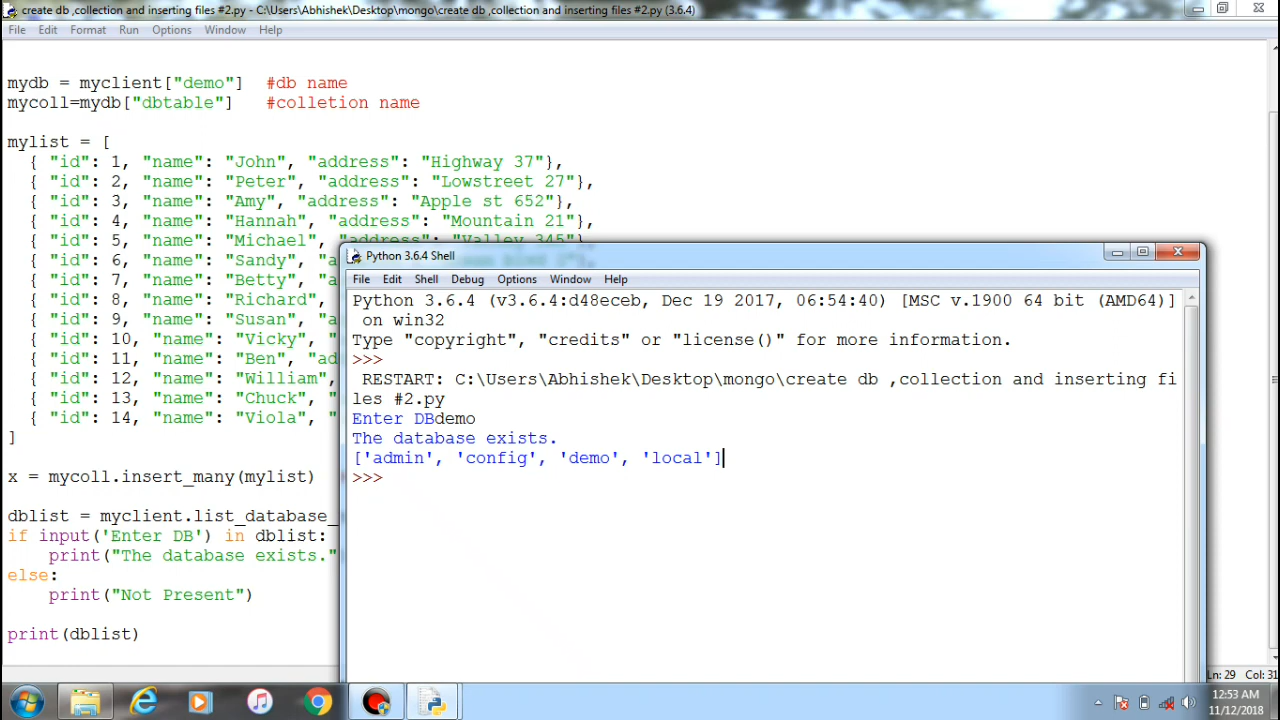 create db ,collection and inserting files #2.py - C:\Users\Abhishek\Desktop\mongo\create db ,collection and inserting files #2.py (3.6.4)
File Edit Format Run Options Window Help
mydb = myclient["demo"]  #db name
mycoll=mydb["dbtable"]   #colletion name
mylist = [
{ "id": 1, "name": "John", "address": "Highway 37"},
{ "id": 2, "name": "Peter", "address": "Lowstreet 27"},
{ "id": 3, "name": "Amy", "address": "Apple st 652"},
{ "id": 4, "name": "Hannah", "address": "Mountain 21"},
{ "id": 5, "name": "Michael", "address": "Valley 345"},
{ "id": 6, "name": "Sandy", "a
{ "id": 7, "name": "Betty", "a
{ "id": 8, "name": "Richard",
{ "id": 9, "name": "Susan", "a
{ "id": 10, "name": "Vicky",
{ "id": 11, "name": "Ben", "ad
{ "id": 12, "name": "William",
{ "id": 13, "name": "Chuck",
{ "id": 14, "name": "Viola",
]
x = mycoll.insert_many(mylist)
dblist = myclient.list_database_
if input('Enter DB') in dblist:
print("The database exists."
else:
print("Not Present")
print(dblist)
Python 3.6.4 Shell
File Edit Shell Debug Options Window Help
Python 3.6.4 (v3.6.4:d48eceb, Dec 19 2017, 06:54:40) [MSC v.1900 64 bit (AMD64)]
on win32
Type "copyright", "credits" or "license()" for more information.
>>>
RESTART: C:\Users\Abhishek\Desktop\mongo\create db ,collection and inserting fi
les #2.py
Enter DBdemo
The database exists.
['admin', 'config', 'demo', 'local']
>>>
Ln: 29 Col: 31
12:53 AM
11/12/2018